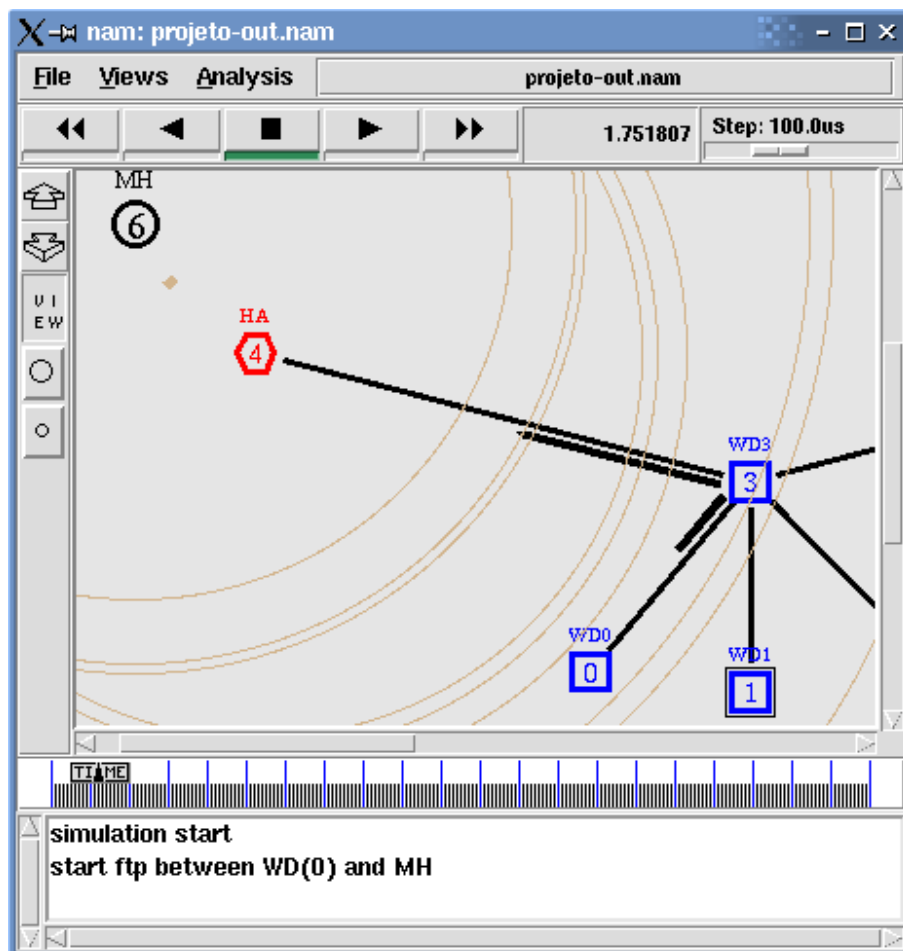 nam: projeto-out.nam
File Views Analysis projeto-out.nam
1.751807 Step: 100.0us
V I
E W
MH
6
HA
4
WD3
3
WD0
0
WD1
1
TIME
simulation start
start ftp between WD(0) and MH